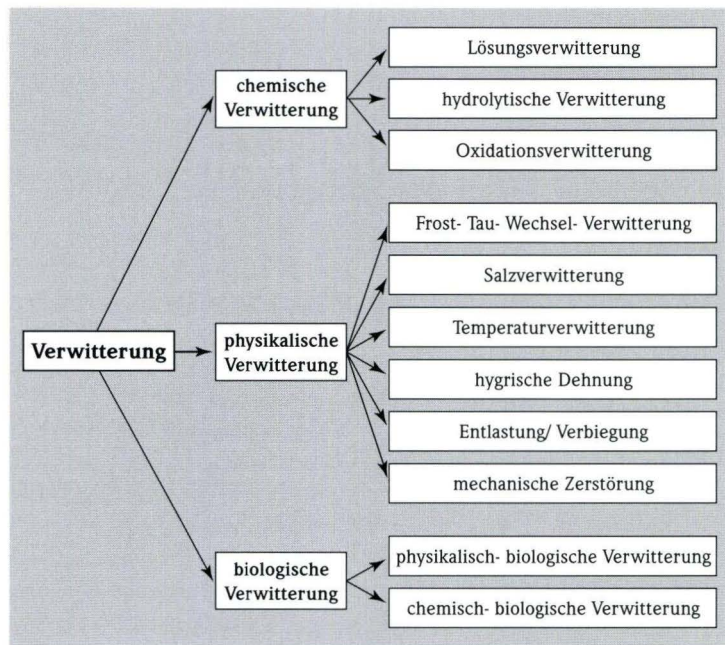 Verwitterung
chemische
Verwitterung
Lösungsverwitterung
hydrolytische Verwitterung
Oxidationsverwitterung
physikalische
Verwitterung
Frost- Tau- Wechsel- Verwitterung
Salzverwitterung
Temperaturverwitterung
hygrische Dehnung
Entlastung/ Verbiegung
mechanische Zerstörung
biologische
Verwitterung
physikalisch- biologische Verwitterung
chemisch- biologische Verwitterung